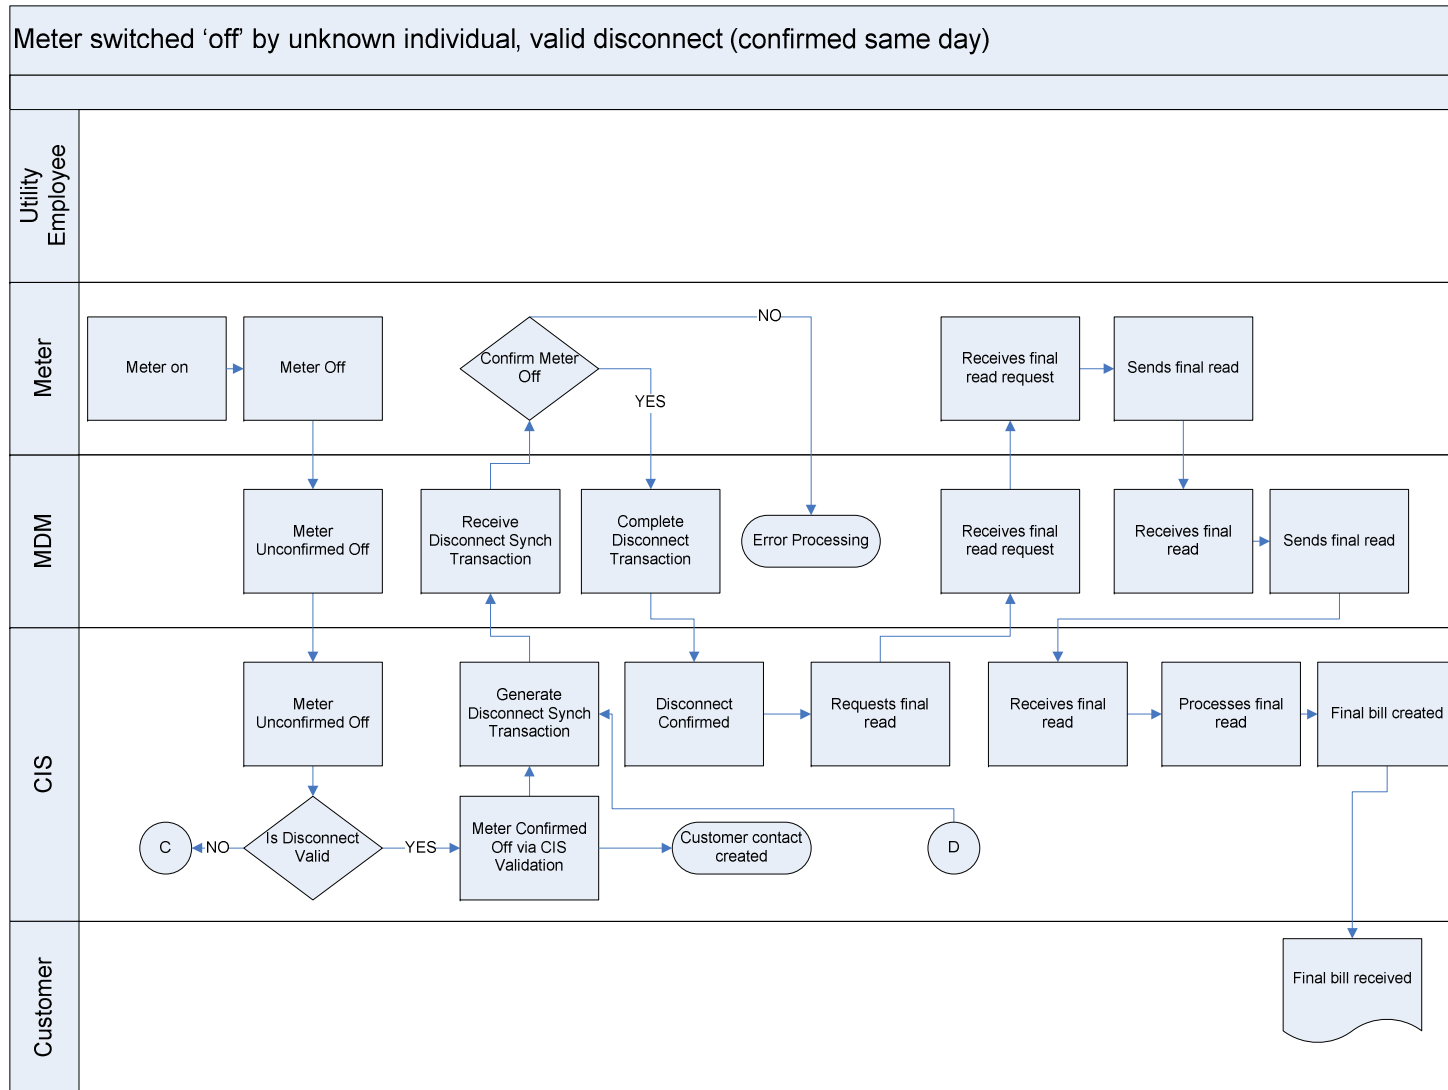 Meter switched ‘off’ by unknown individual, valid disconnect (confirmed same day)
Utility
Employee
Meter
Meter on
Meter Off
Confirm Meter
Off
NO
YES
Receives final
read request
Sends final read
MDM
Meter
Unconfirmed Off
Receive
Disconnect Synch
Transaction
Complete
Disconnect
Transaction
Error Processing
Receives final
read request
Receives final
read
Sends final read
CIS
Meter
Unconfirmed Off
Generate
Disconnect Synch
Transaction
Disconnect
Confirmed
Requests final
read
Receives final
read
Processes final
read
Final bill created
C
NO
Is Disconnect
Valid
YES
Meter Confirmed
Off via CIS
Validation
Customer contact
created
D
Customer
Final bill received